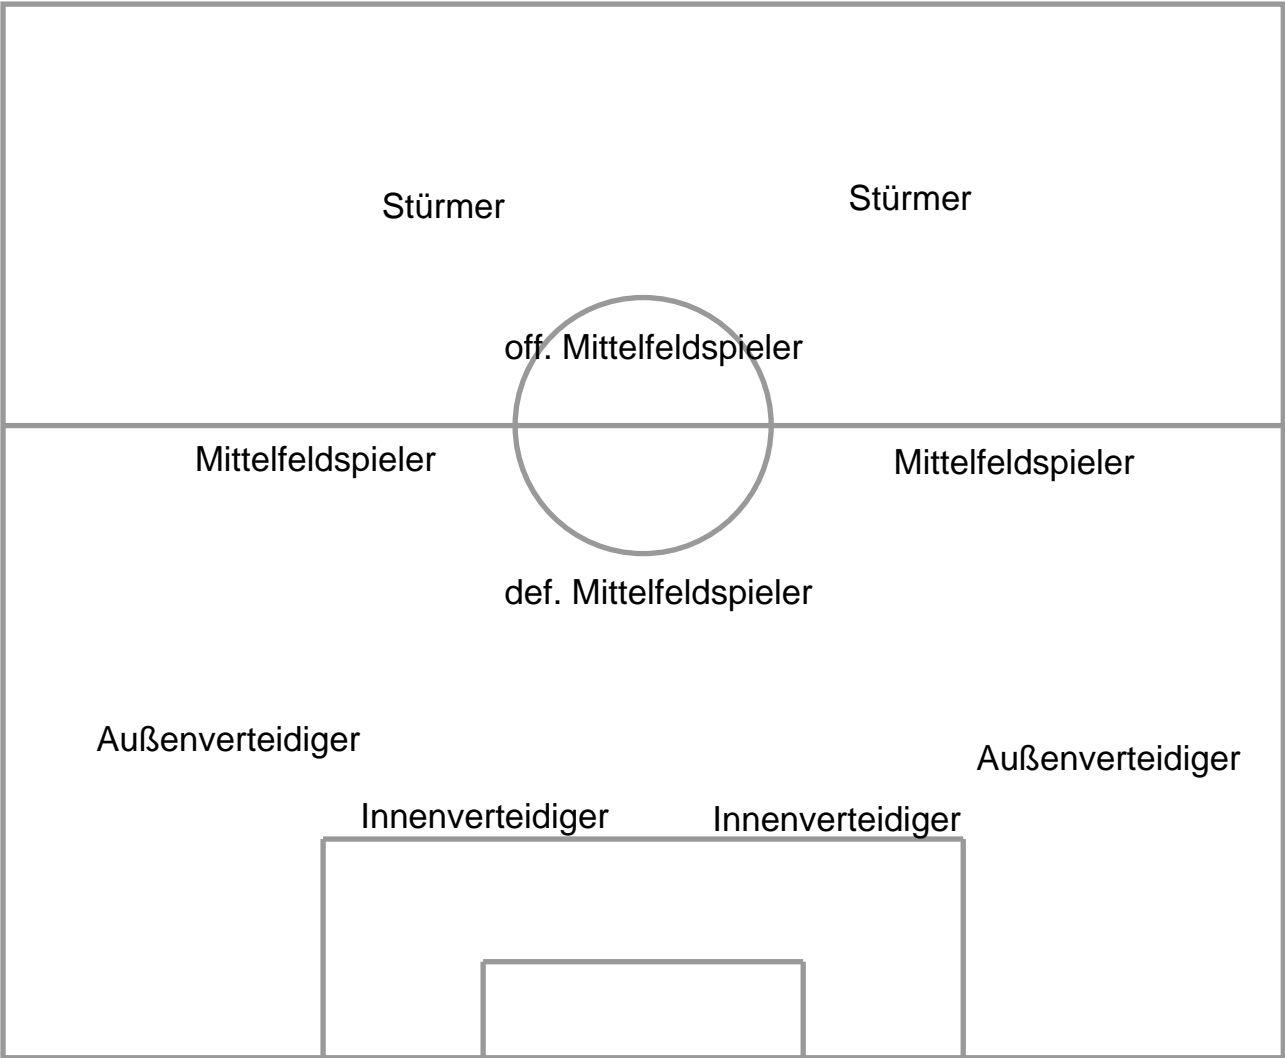 Stürmer
Stürmer
off. Mittelfeldspieler
Mittelfeldspieler
Mittelfeldspieler
def. Mittelfeldspieler
Außenverteidiger
Außenverteidiger
Innenverteidiger
Innenverteidiger